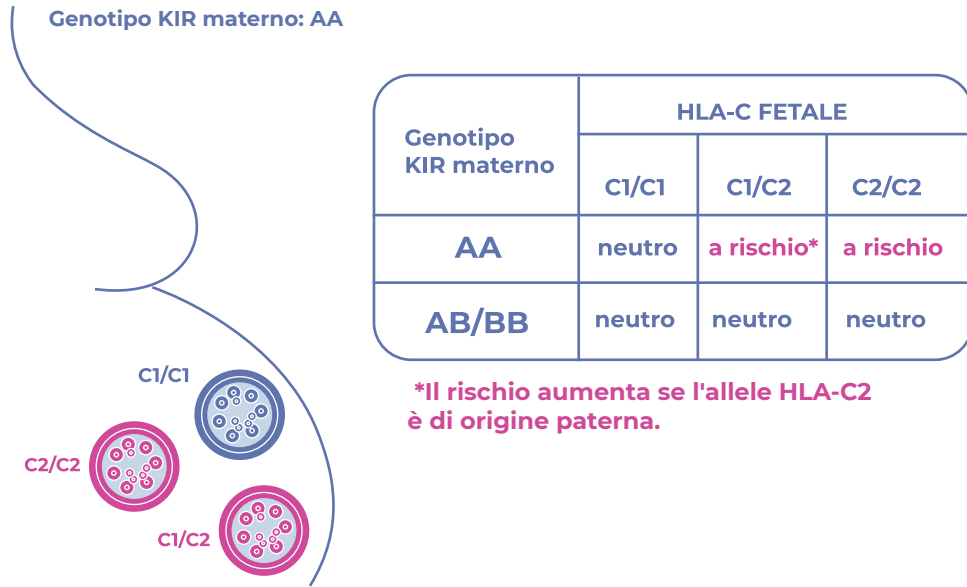 Genotipo KIR materno: AA
Genotipo
KIR materno
HLA-C FETALE
C1/C1 C1/C2 C2/C2
AA neutro a rischio* a rischio
AB/BB neutro neutro neutro
*Il rischio aumenta se l'allele HLA-C2
è di origine paterna.
C1/C1
C2/C2
C1/C2